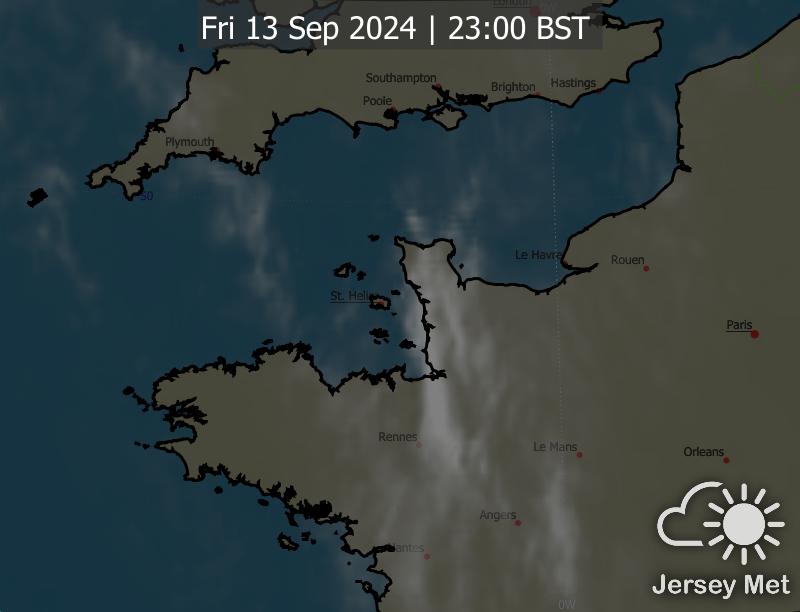 London
0W
Fri 13 Sep 2024 | 23:00 BST
Southampton
Brighton
Hastings
Poole
Plymouth
50
Le Havre
Rouen
St. Helier
Paris
Rennes
Le Mans
Orleans
Angers
Nantes
0W
Jersey Met